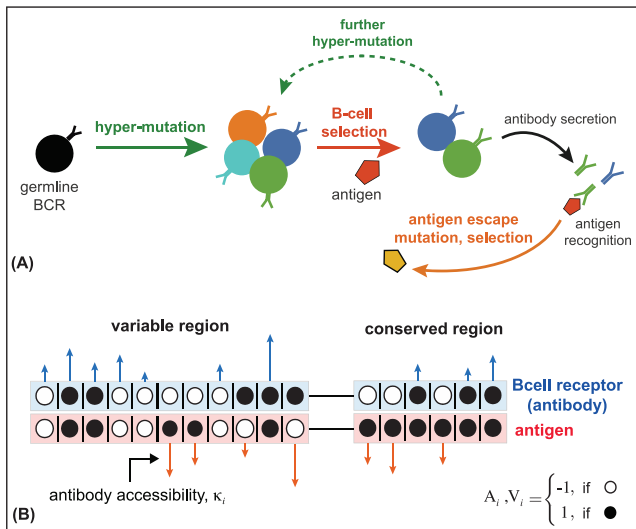 further
hyper-mutation
hyper-mutation
B-cell
selection
antibody secretion
germline
BCR
antigen
antigen escape
mutation, selection
antigen
recognition
(A)
variable region
conserved region
Bcell receptor
(antibody)
antigen
antibody accessibility, κi
Ai ,Vi = { -1, if ○
1, if ●
(B)